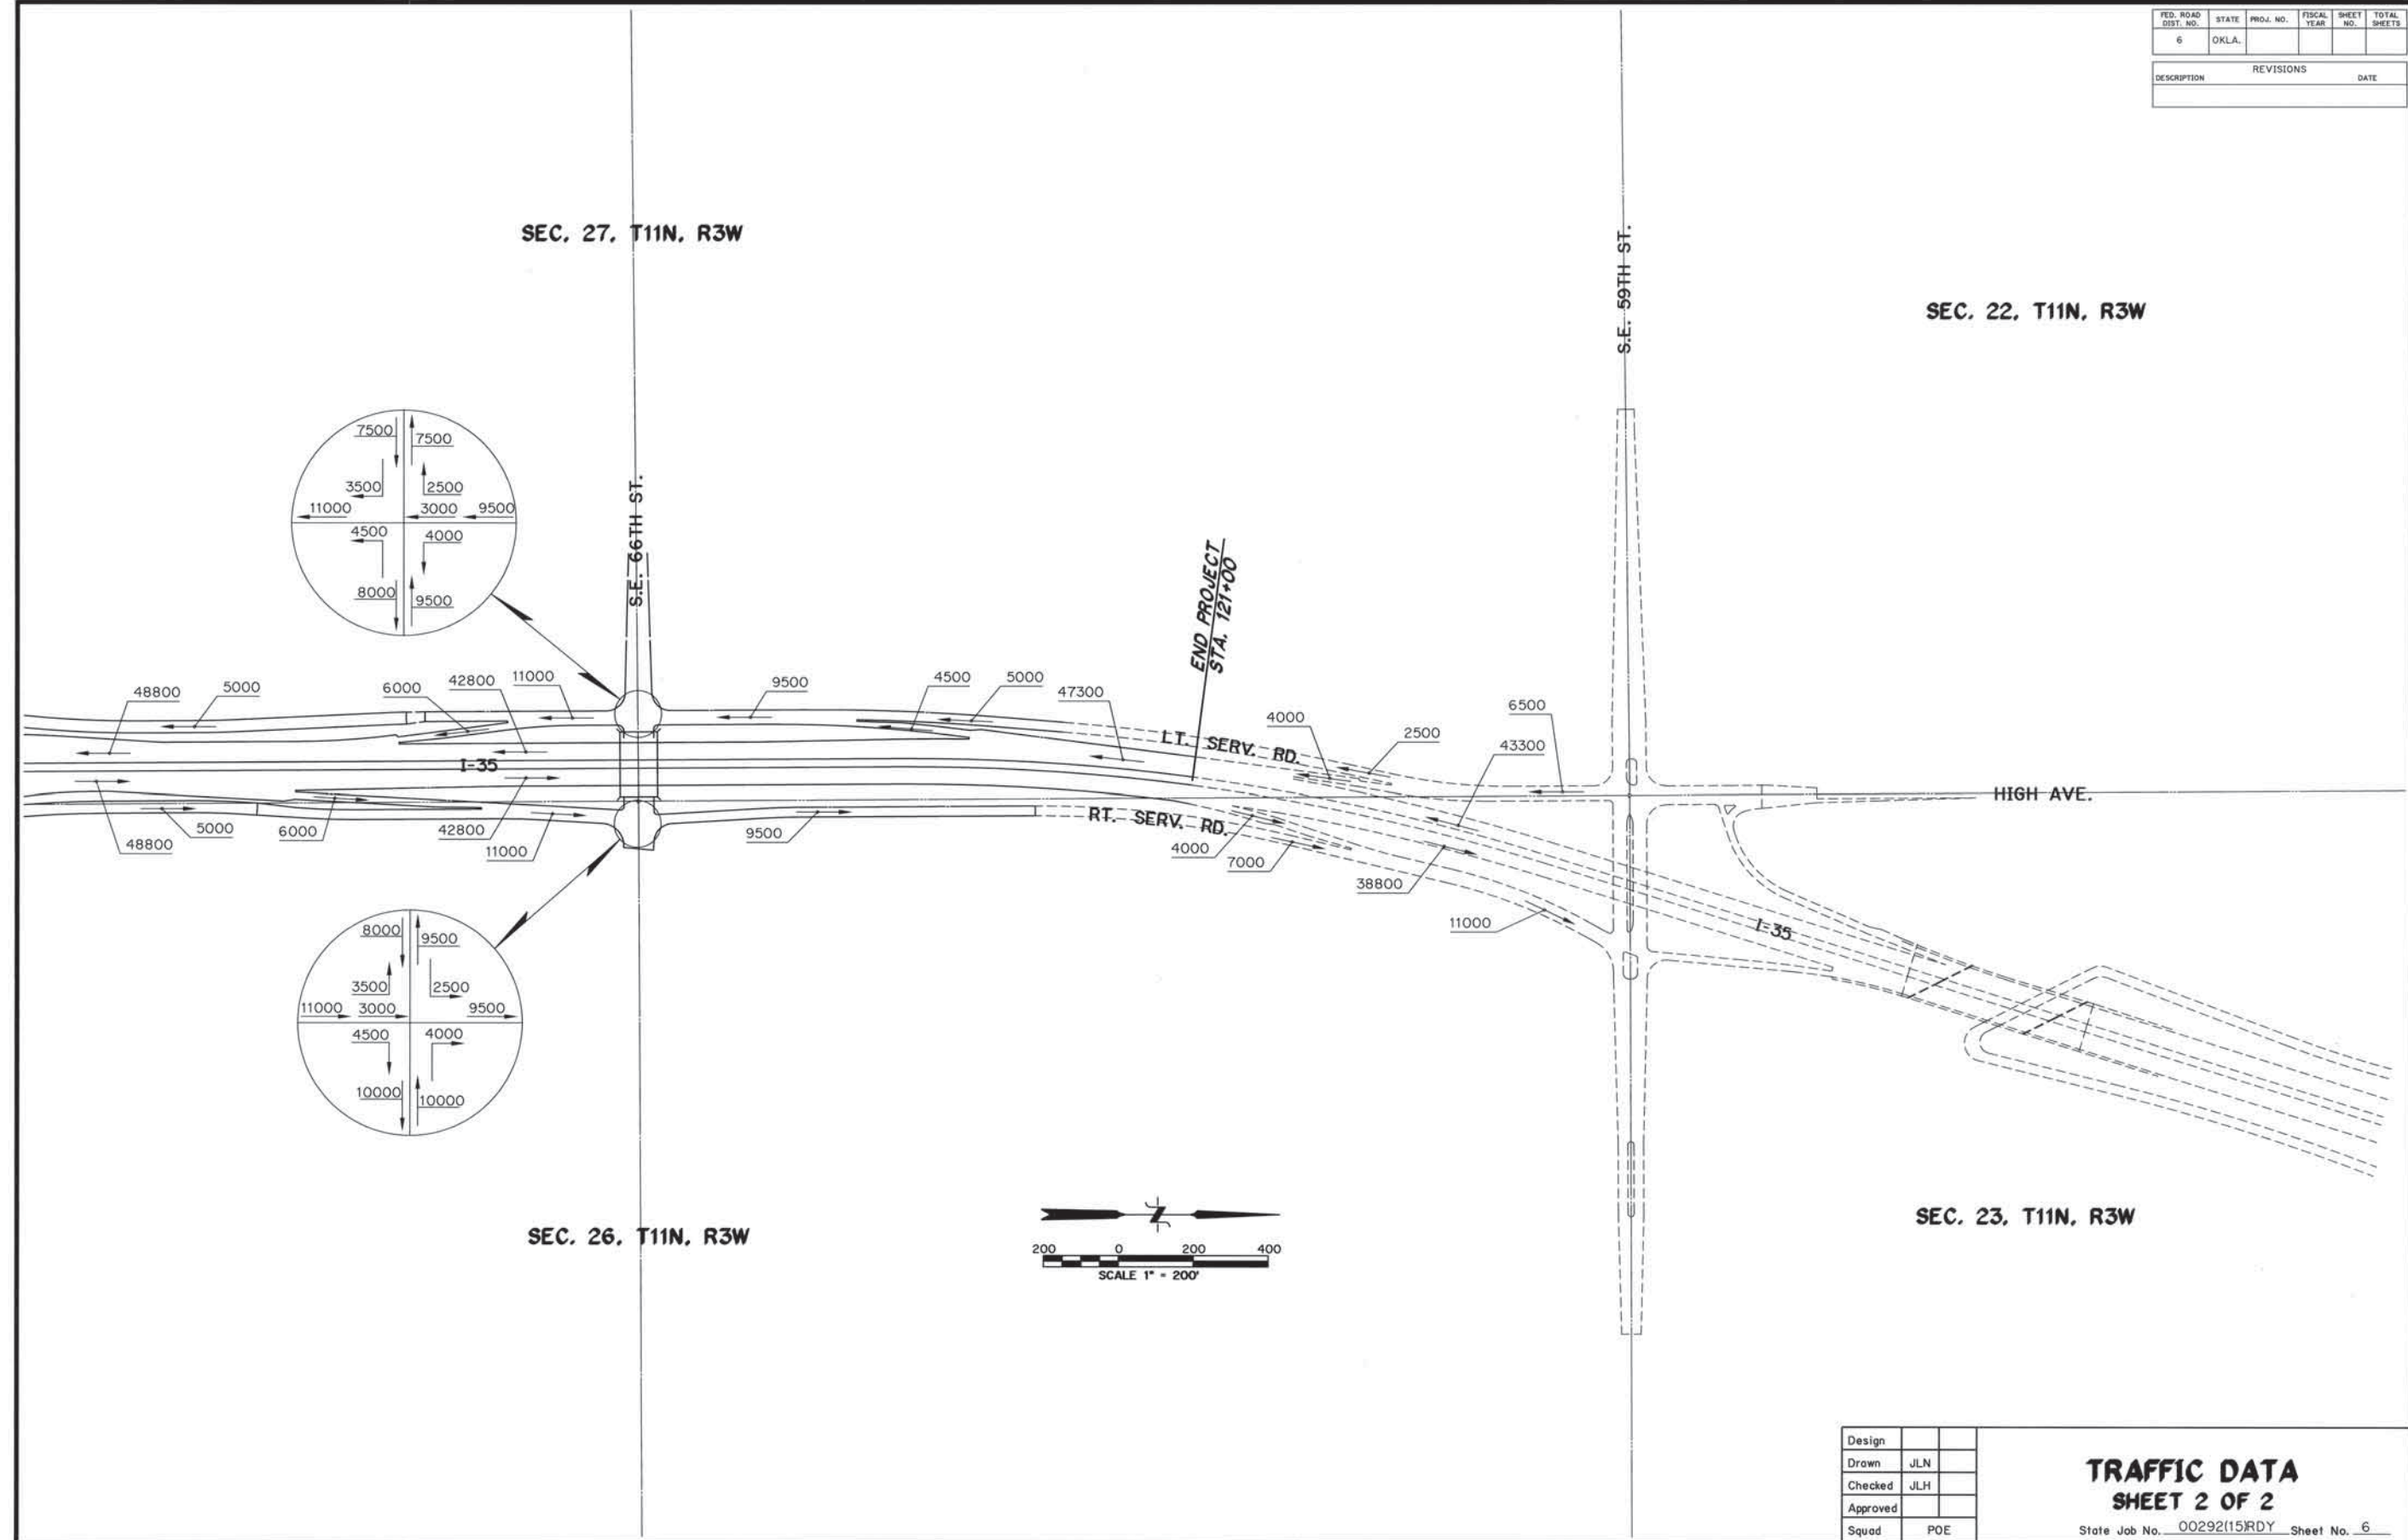 FED. ROAD DIST. NO. STATE PROJ. NO. FISCAL YEAR SHEET NO. TOTAL SHEETS
6 OKLA.
REVISIONS
DESCRIPTION DATE
SEC. 27, T11N, R3W
S.E. 59TH ST.
SEC. 22, T11N, R3W
7500 7500
3500 2500
11000 3000 9500
4500 4000
8000 9500
S.E. 66TH ST.
END PROJECT
STA. 121+00
48800 5000 6000 42800 11000 9500 4500 5000 47300
4000 2500 6500 43300
LT. SERV. RD.
I-35
HIGH AVE.
RT. SERV. RD.
48800 5000 6000 42800 11000 9500 4000 7000 38800 11000
I-35
8000 9500
3500 2500
11000 3000 9500
4500 4000
10000 10000
SEC. 26, T11N, R3W
200 0 200 400
SCALE 1" = 200'
SEC. 23, T11N, R3W
Design
Drawn JLN
Checked JLH
Approved
Squad POE
TRAFFIC DATA
SHEET 2 OF 2
State Job No. 00292(15)RDY Sheet No. 6